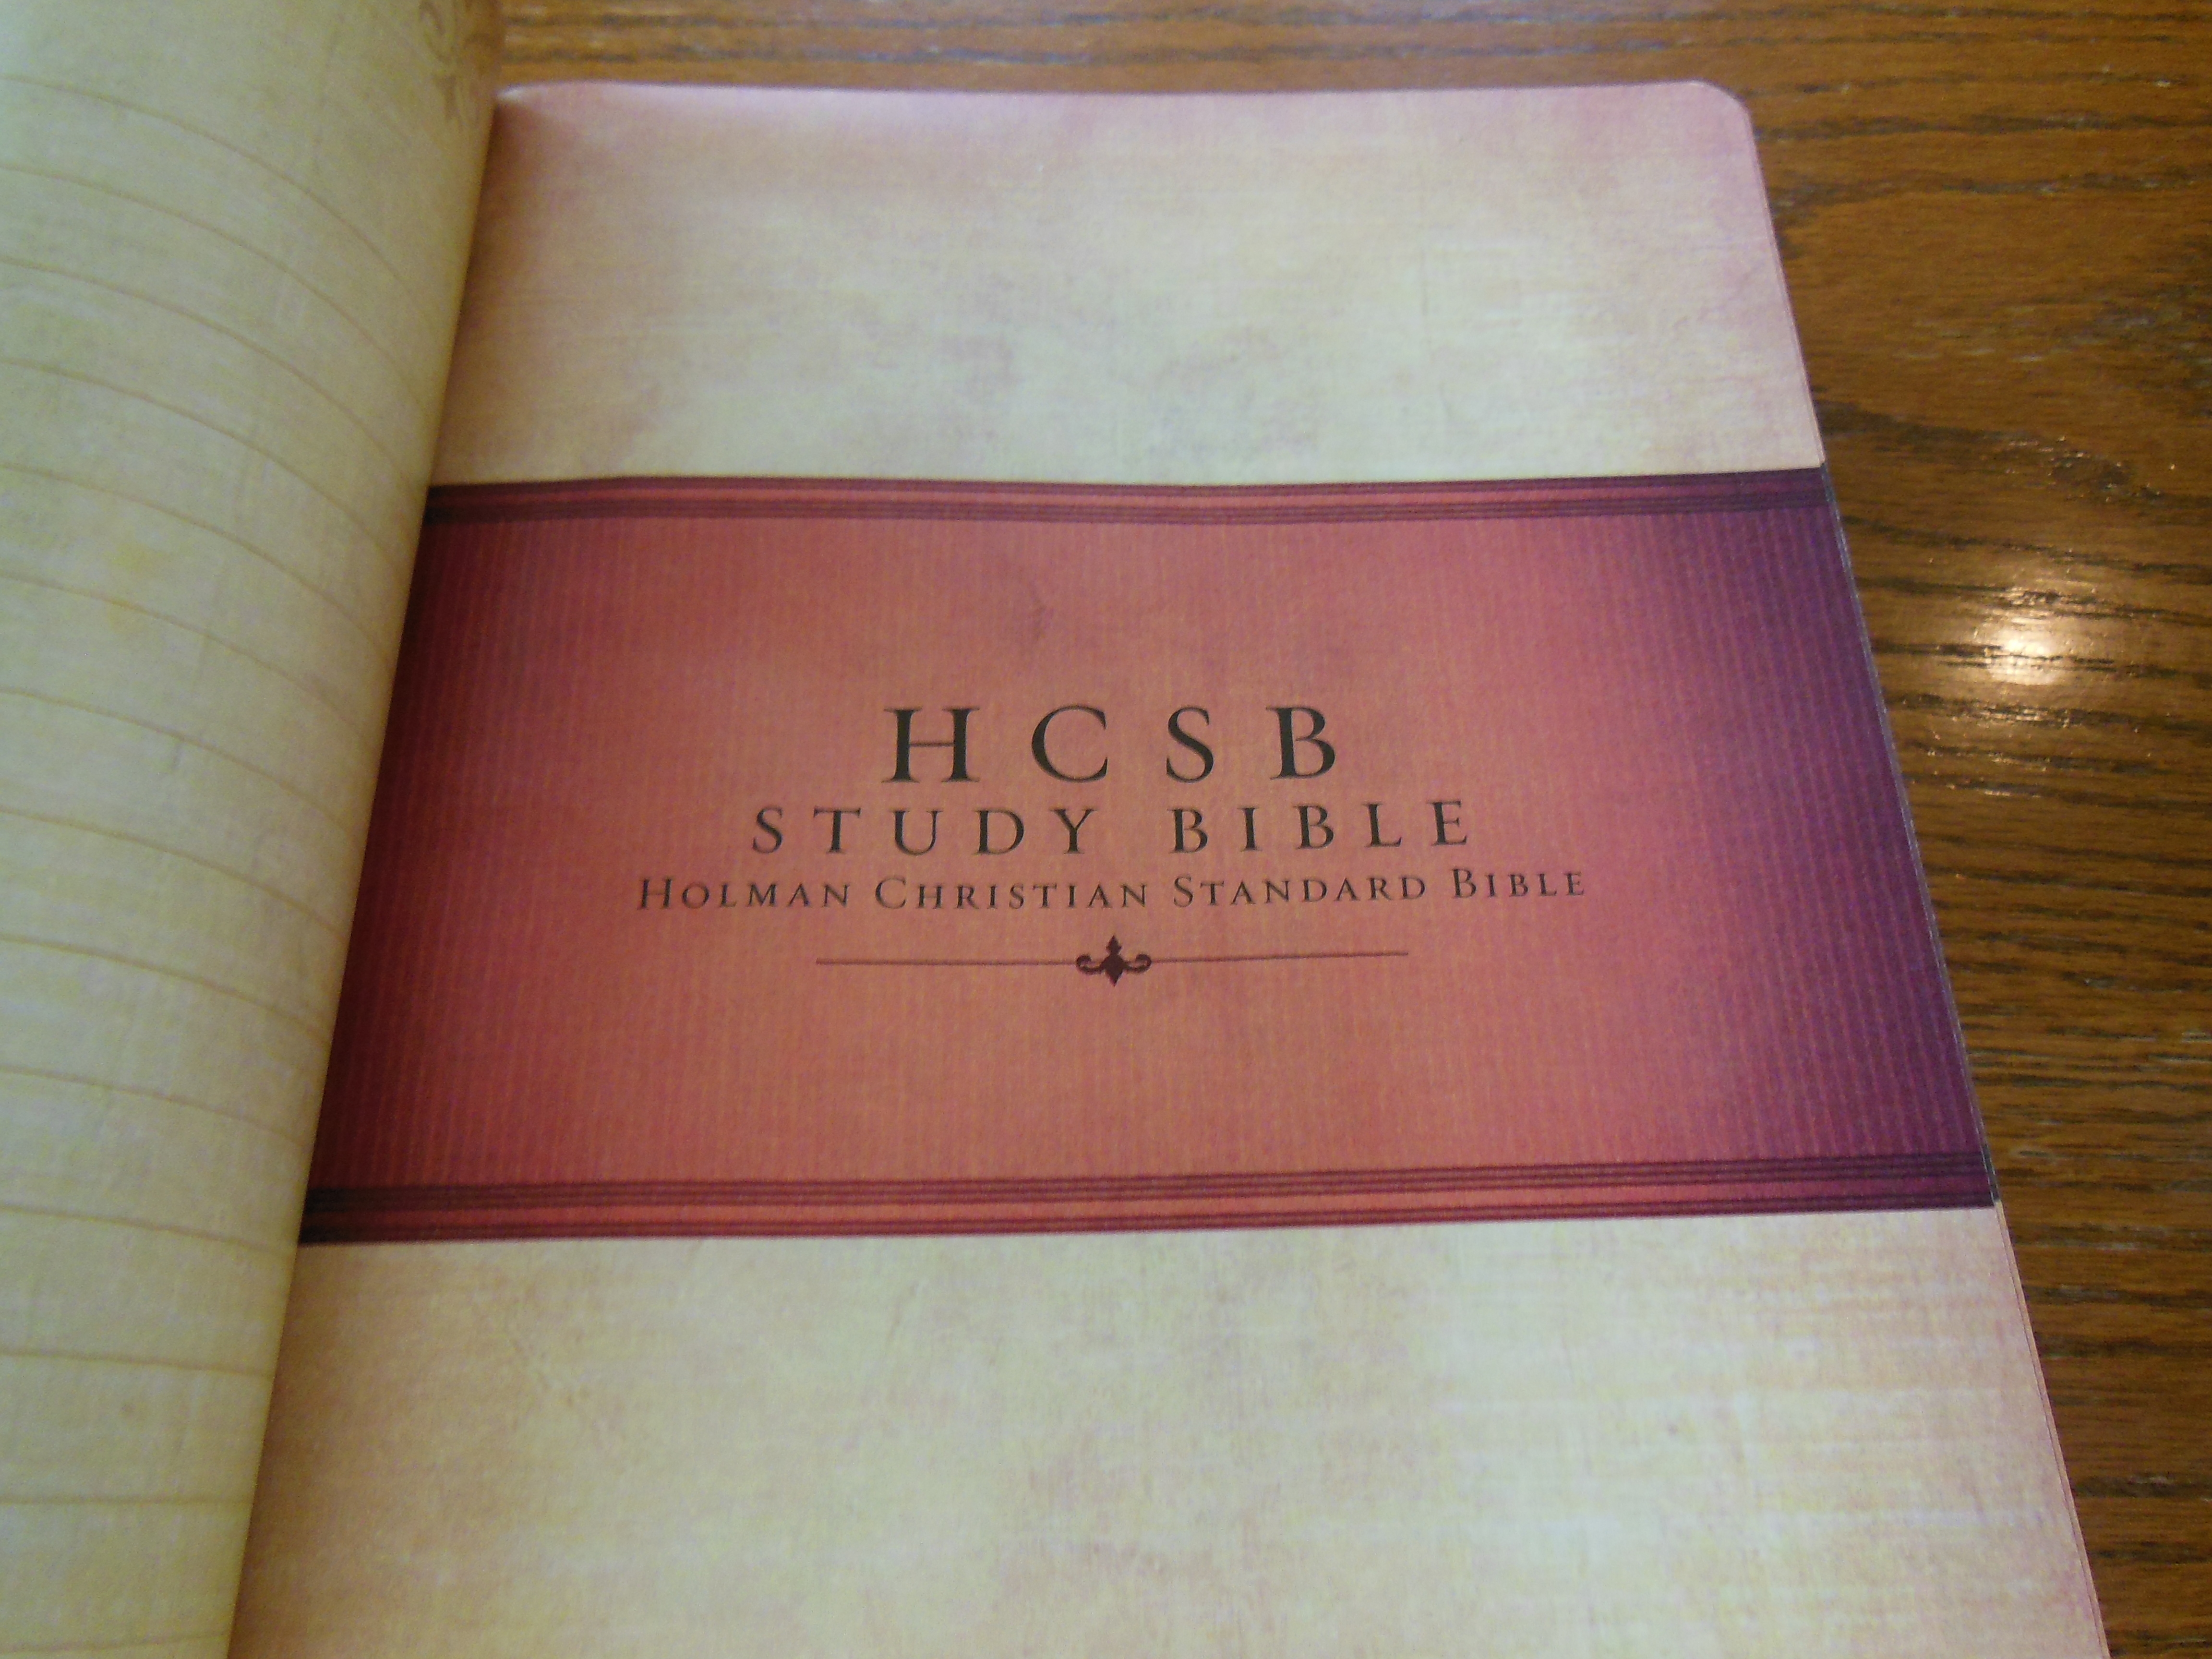 HCSB
STUDY BIBLE
HOLMAN CHRISTIAN STANDARD BIBLE